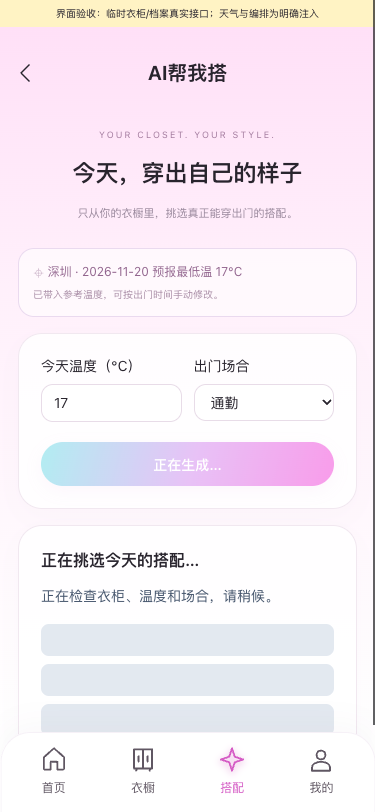 界面验收：临时衣柜/档案真实接口；天气与编排为明确注入
AI帮我搭
YOUR CLOSET. YOUR STYLE.
今天，穿出自己的样子
只从你的衣橱里，挑选真正能穿出门的搭配。
深圳 · 2026-11-20 预报最低温 17°C
已带入参考温度，可按出门时间手动修改。
今天温度（°C） 出门场合
17 通勤
正在生成...
正在挑选今天的搭配...
正在检查衣柜、温度和场合，请稍候。
首页 衣橱 搭配 我的